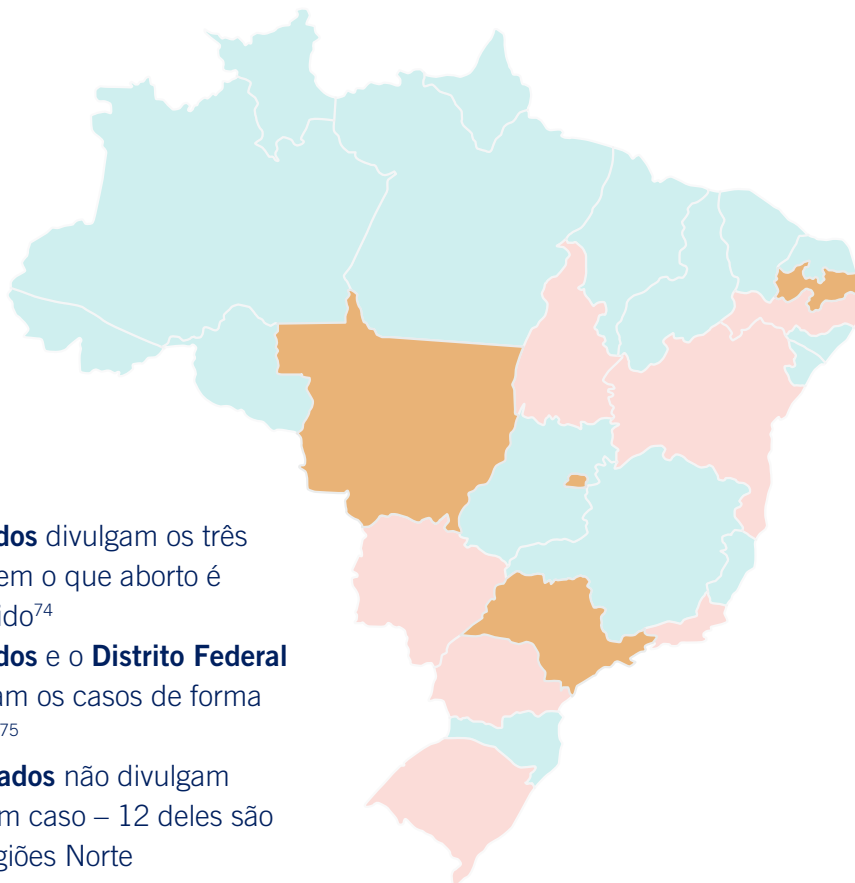 dos divulgam os três
em o que aborto é
ido74
dos e o Distrito Federal
am os casos de forma
75
ados não divulgam
m caso – 12 deles são
giões Norte